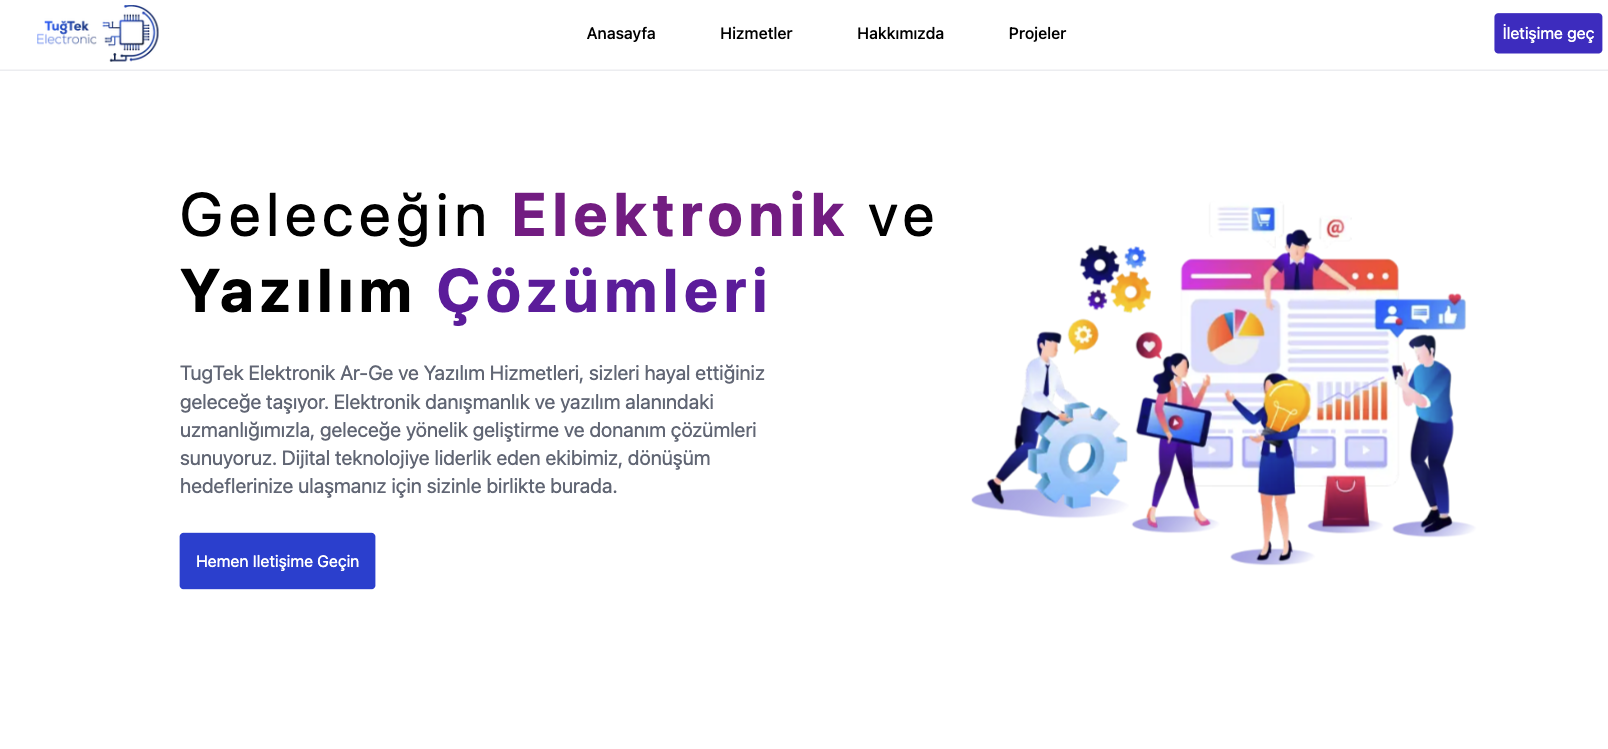 TuğTek
Electronic
Anasayfa
Hizmetler
Hakkımızda
Projeler
İletişime geç
Geleceğin Elektronik ve
Yazılım Çözümleri
TugTek Elektronik Ar-Ge ve Yazılım Hizmetleri, sizleri hayal ettiğiniz
geleceğe taşıyor. Elektronik danışmanlık ve yazılım alanındaki
uzmanlığımızla, geleceğe yönelik geliştirme ve donanım çözümleri
sunuyoruz. Dijital teknolojiye liderlik eden ekibimiz, dönüşüm
hedeflerinize ulaşmanız için sizinle birlikte burada.
Hemen Iletişime Geçin
@